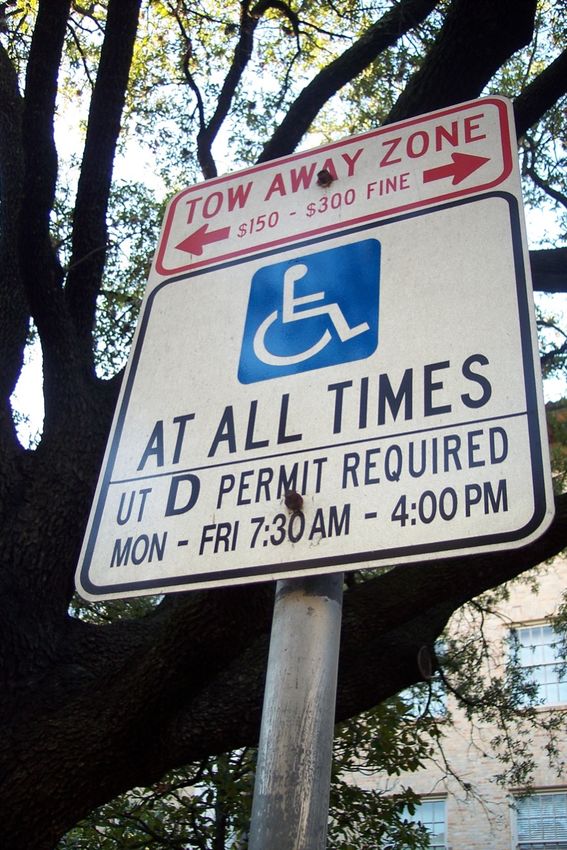 TOW AWAY ZONE
$150 - $300 FINE
AT ALL TIMES
UT D PERMIT REQUIRED
MON - FRI 7:30 AM - 4:00 PM